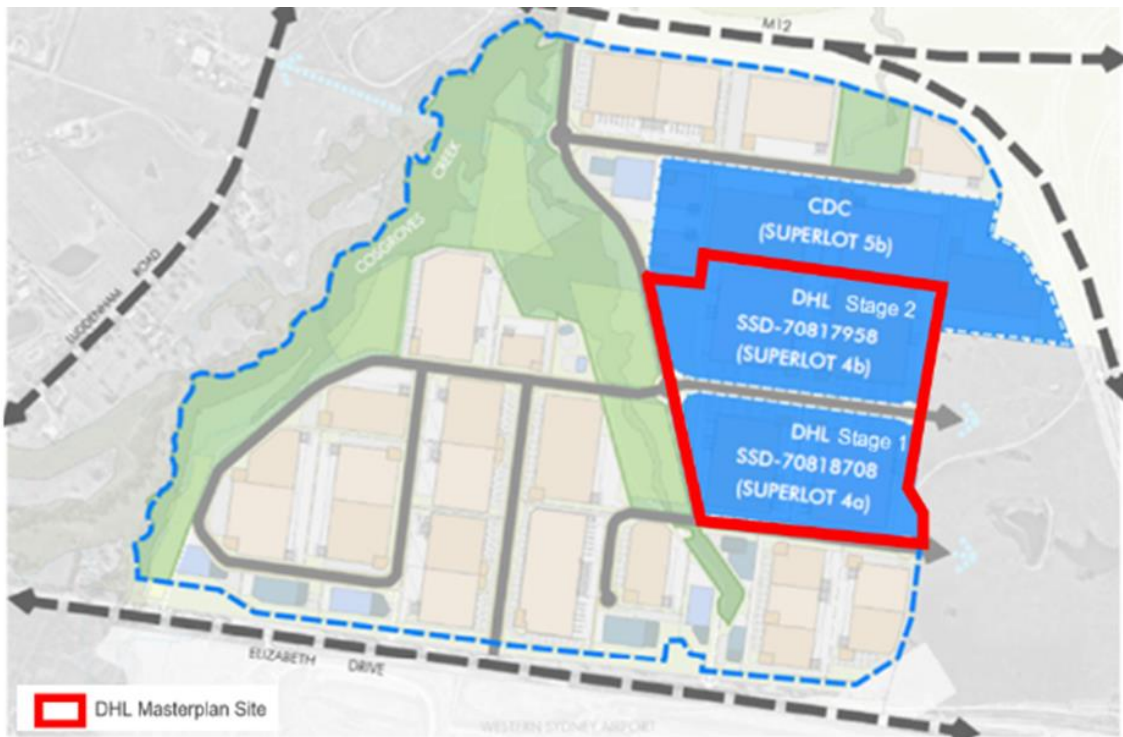 M12
CREEK
COSGROVES
CDC
(SUPERLOT 5b)
LUDDENHAM ROAD
DHL Stage 2
SSD-70817958
(SUPERLOT 4b)
DHL Stage 1
SSD-70818708
(SUPERLOT 4a)
ELIZABETH DRIVE
DHL Masterplan Site
WESTERN SYDNEY AIRPORT